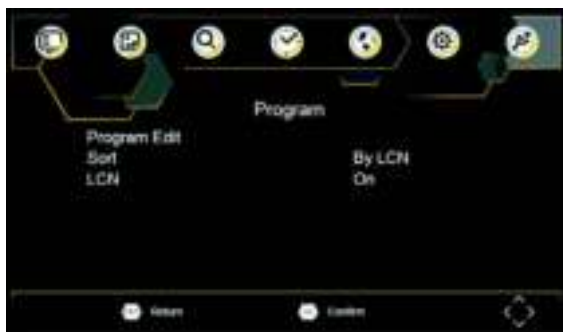 Program
Program Edit
Sort By LCN
LCN On
Return Confirm